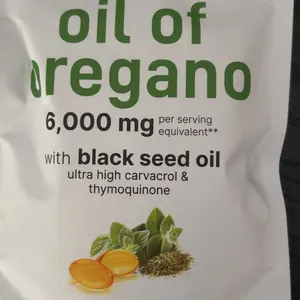 oil of
oregano
6,000 mg per serving
equivalent**
with black seed oil
ultra high carvacrol &
thymoquinone